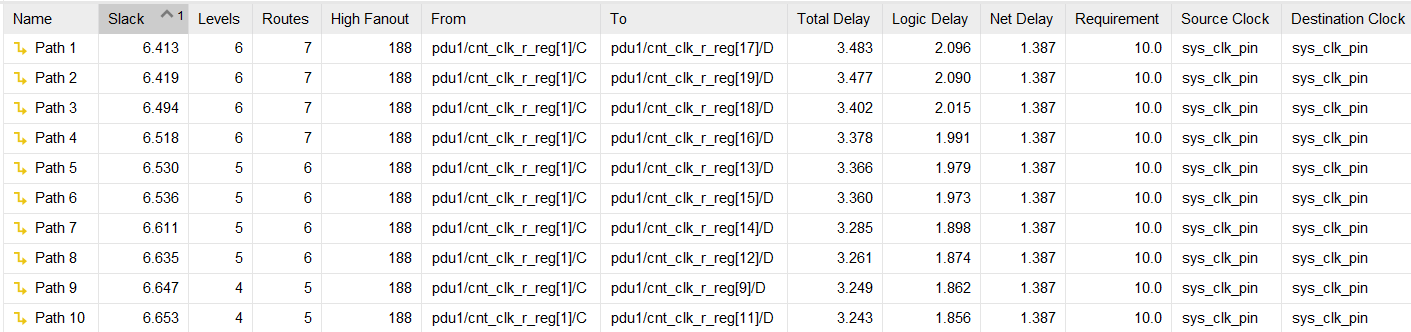 Name Slack 1 Levels Routes High Fanout From To Total Delay Logic Delay Net Delay Requirement Source Clock Destination Clock
Path 1 6.413 6 7 188 pdu1/cnt_clk_r_reg[1]/C pdu1/cnt_clk_r_reg[17]/D 3.483 2.096 1.387 10.0 sys_clk_pin sys_clk_pin
Path 2 6.419 6 7 188 pdu1/cnt_clk_r_reg[1]/C pdu1/cnt_clk_r_reg[19]/D 3.477 2.090 1.387 10.0 sys_clk_pin sys_clk_pin
Path 3 6.494 6 7 188 pdu1/cnt_clk_r_reg[1]/C pdu1/cnt_clk_r_reg[18]/D 3.402 2.015 1.387 10.0 sys_clk_pin sys_clk_pin
Path 4 6.518 6 7 188 pdu1/cnt_clk_r_reg[1]/C pdu1/cnt_clk_r_reg[16]/D 3.378 1.991 1.387 10.0 sys_clk_pin sys_clk_pin
Path 5 6.530 5 6 188 pdu1/cnt_clk_r_reg[1]/C pdu1/cnt_clk_r_reg[13]/D 3.366 1.979 1.387 10.0 sys_clk_pin sys_clk_pin
Path 6 6.536 5 6 188 pdu1/cnt_clk_r_reg[1]/C pdu1/cnt_clk_r_reg[15]/D 3.360 1.973 1.387 10.0 sys_clk_pin sys_clk_pin
Path 7 6.611 5 6 188 pdu1/cnt_clk_r_reg[1]/C pdu1/cnt_clk_r_reg[14]/D 3.285 1.898 1.387 10.0 sys_clk_pin sys_clk_pin
Path 8 6.635 5 6 188 pdu1/cnt_clk_r_reg[1]/C pdu1/cnt_clk_r_reg[12]/D 3.261 1.874 1.387 10.0 sys_clk_pin sys_clk_pin
Path 9 6.647 4 5 188 pdu1/cnt_clk_r_reg[1]/C pdu1/cnt_clk_r_reg[9]/D 3.249 1.862 1.387 10.0 sys_clk_pin sys_clk_pin
Path 10 6.653 4 5 188 pdu1/cnt_clk_r_reg[1]/C pdu1/cnt_clk_r_reg[11]/D 3.243 1.856 1.387 10.0 sys_clk_pin sys_clk_pin